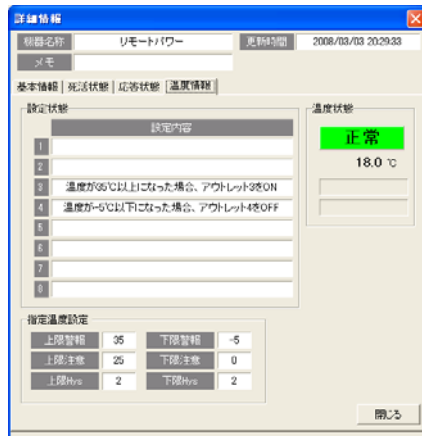 詳細情報
機器名称 リモートパワー 更新時間 2008/03/03 20:29:33
メモ
基本情報 死活状態 応答状態 温度情報
設定状態 温度状態
設定内容
正常
18.0 ℃
1
2
3 温度が35℃以上になった場合、アウトレット3をON
4 温度が-5℃以下になった場合、アウトレット4をOFF
5
6
7
8
指定温度設定
上限警報 35 下限警報 -5
上限注意 25 下限注意 0
上限Hys 2 下限Hys 2
閉じる